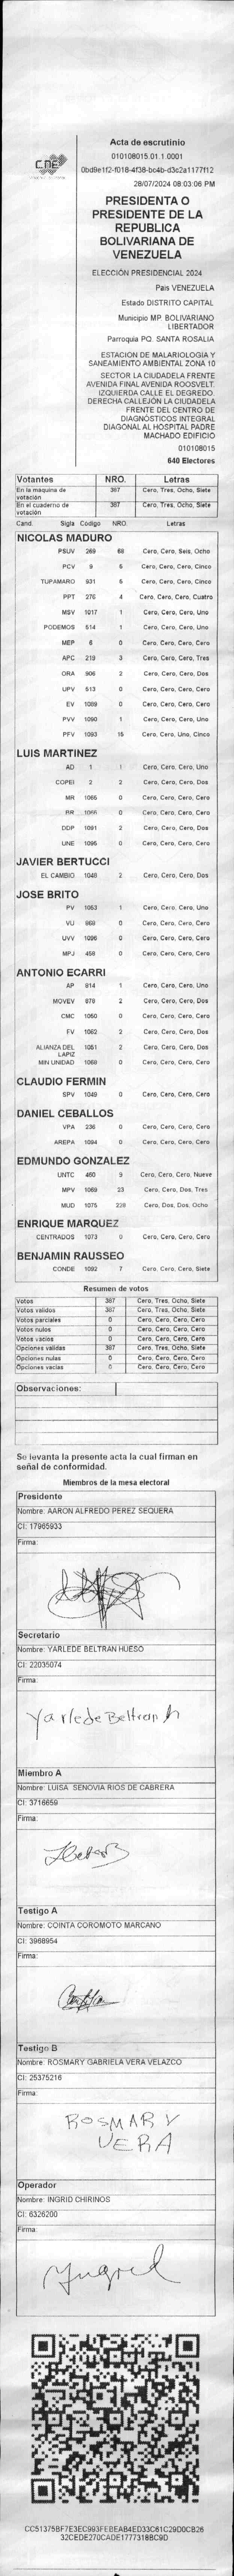 CNE
Acta de escrutinio
010108015.01.1.0001
0bd9e1f2-f018-4f38-bc4b-d3c2a1177f12
28/07/2024 08:03:06 PM
PRESIDENTA O
PRESIDENTE DE LA
REPUBLICA
BOLIVARIANA DE
VENEZUELA
ELECCIÓN PRESIDENCIAL 2024
Pais VENEZUELA
Estado DISTRITO CAPITAL
Municipio MP. BOLIVARIANO
LIBERTADOR
Parroquia PQ. SANTA ROSALIA
ESTACION DE MALARIOLOGIA Y
SANEAMIENTO AMBIENTAL ZONA 10
SECTOR LA CIUDADELA FRENTE
AVENIDA FINAL AVENIDA ROOSVELT.
IZQUIERDA CALLE EL DEGREDO.
DERECHA CALLEJÓN LA CIUDADELA
FRENTE DEL CENTRO DE
DIAGNÓSTICOS INTEGRAL
DIAGONAL AL HOSPITAL PADRE
MACHADO EDIFICIO
010108015
640 Electores
Votantes NRO. Letras
En la maquina de votación 387 Cero, Tres, Ocho, Siete
En el cuaderno de votación 387 Cero, Tres, Ocho, Siete
Cand. Sigla Codigo NRO. Letras
NICOLAS MADURO
PSUV 269 68 Cero, Cero, Seis, Ocho
PCV 9 5 Cero, Cero, Cero, Cinco
TUPAMARO 931 5 Cero, Cero, Cero, Cinco
PPT 276 4 Cero, Cero, Cero, Cuatro
MSV 1017 1 Cero, Cero, Cero, Uno
PODEMOS 514 1 Cero, Cero, Cero, Uno
MEP 6 0 Cero, Cero, Cero, Cero
APC 219 3 Cero, Cero, Cero, Tres
ORA 906 2 Cero, Cero, Cero, Dos
UPV 513 0 Cero, Cero, Cero, Cero
EV 1089 0 Cero, Cero, Cero, Cero
PVV 1090 1 Cero, Cero, Cero, Uno
PFV 1093 15 Cero, Cero, Uno, Cinco
LUIS MARTINEZ
AD 1 1 Cero, Cero, Cero, Uno
COPEI 2 2 Cero, Cero, Cero, Dos
MR 1065 0 Cero, Cero, Cero, Cero
BR 1066 0 Cero, Cero, Cero, Cero
DDP 1091 2 Cero, Cero, Cero, Dos
UNE 1095 0 Cero, Cero, Cero, Cero
JAVIER BERTUCCI
EL CAMBIO 1048 2 Cero, Cero, Cero, Dos
JOSE BRITO
PV 1053 1 Cero, Cero, Cero, Uno
VU 968 0 Cero, Cero, Cero, Cero
UVV 1096 0 Cero, Cero, Cero, Cero
MPJ 458 0 Cero, Cero, Cero, Cero
ANTONIO ECARRI
AP 914 1 Cero, Cero, Cero, Uno
MOVEV 878 2 Cero, Cero, Cero, Dos
CMC 1050 0 Cero, Cero, Cero, Cero
FV 1062 2 Cero, Cero, Cero, Dos
ALIANZA DEL LAPIZ 1051 2 Cero, Cero, Cero, Dos
MIN UNIDAD 1068 0 Cero, Cero, Cero, Cero
CLAUDIO FERMIN
SPV 1049 0 Cero, Cero, Cero, Cero
DANIEL CEBALLOS
VPA 236 0 Cero, Cero, Cero, Cero
AREPA 1094 0 Cero, Cero, Cero, Cero
EDMUNDO GONZALEZ
UNTC 460 9 Cero, Cero, Cero, Nueve
MPV 1069 23 Cero, Cero, Dos, Tres
MUD 1075 228 Cero, Dos, Dos, Ocho
ENRIQUE MARQUEZ
CENTRADOS 1073 0 Cero, Cero, Cero, Cero
BENJAMIN RAUSSEO
CONDE 1092 7 Cero, Cero, Cero, Siete
Resumen de votos
Votos 387 Cero, Tres, Ocho, Siete
Votos validos 387 Cero, Tres, Ocho, Siete
Votos parciales 0 Cero, Cero, Cero, Cero
Votos nulos 0 Cero, Cero, Cero, Cero
Votos vacios 0 Cero, Cero, Cero, Cero
Opciones validas 387 Cero, Tres, Ocho, Siete
Opciones nulas 0 Cero, Cero, Cero, Cero
Opciones vacias 0 Cero, Cero, Cero, Cero
Observaciones:
Se levanta la presente acta la cual firman en
señal de conformidad.
Miembros de la mesa electoral
Presidente
Nombre: AARON ALFREDO PEREZ SEQUERA
CI: 17965933
Firma:
Secretario
Nombre: YARLEDE BELTRAN HUESO
CI: 22035074
Firma:
Yarlede Beltran h
Miembro A
Nombre: LUISA SENOVIA RIOS DE CABRERA
CI: 3716659
Firma:
Testigo A
Nombre: COINTA COROMOTO MARCANO
CI: 3968954
Firma:
Testigo B
Nombre: ROSMARY GABRIELA VERA VELAZCO
CI: 25375216
Firma:
ROSMARY
VERA
Operador
Nombre: INGRID CHIRINOS
CI: 6326200
Firma:
Ingrid
CC51375BF7E3EC993FEBEAB4ED33C61C29D0CB26
32CEDE270CADE1777318BC9D